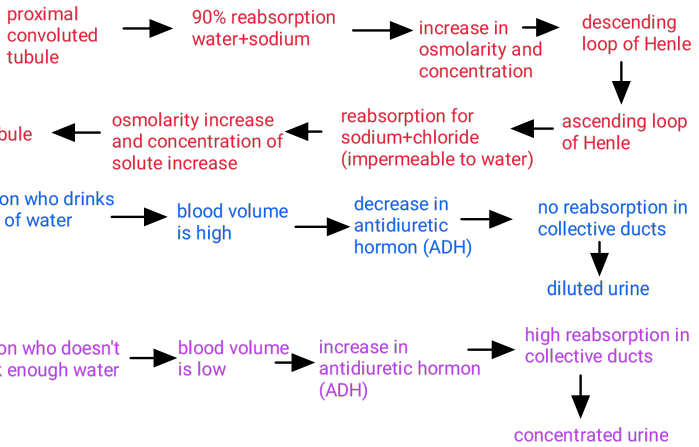 proximal
convoluted
tubule
90% reabsorption
water+sodium
increase in
osmolarity and
concentration
descending
loop of Henle
ascending loop
of Henle
reabsorption for
sodium+chloride
(impermeable to water)
osmolarity increase
and concentration of
solute increase
bule
on who drinks
of water
blood volume
is high
decrease in
antidiuretic
hormon (ADH)
no reabsorption in
collective ducts
diluted urine
on who doesn't
k enough water
blood volume
is low
increase in
antidiuretic hormon
(ADH)
high reabsorption in
collective ducts
concentrated urine